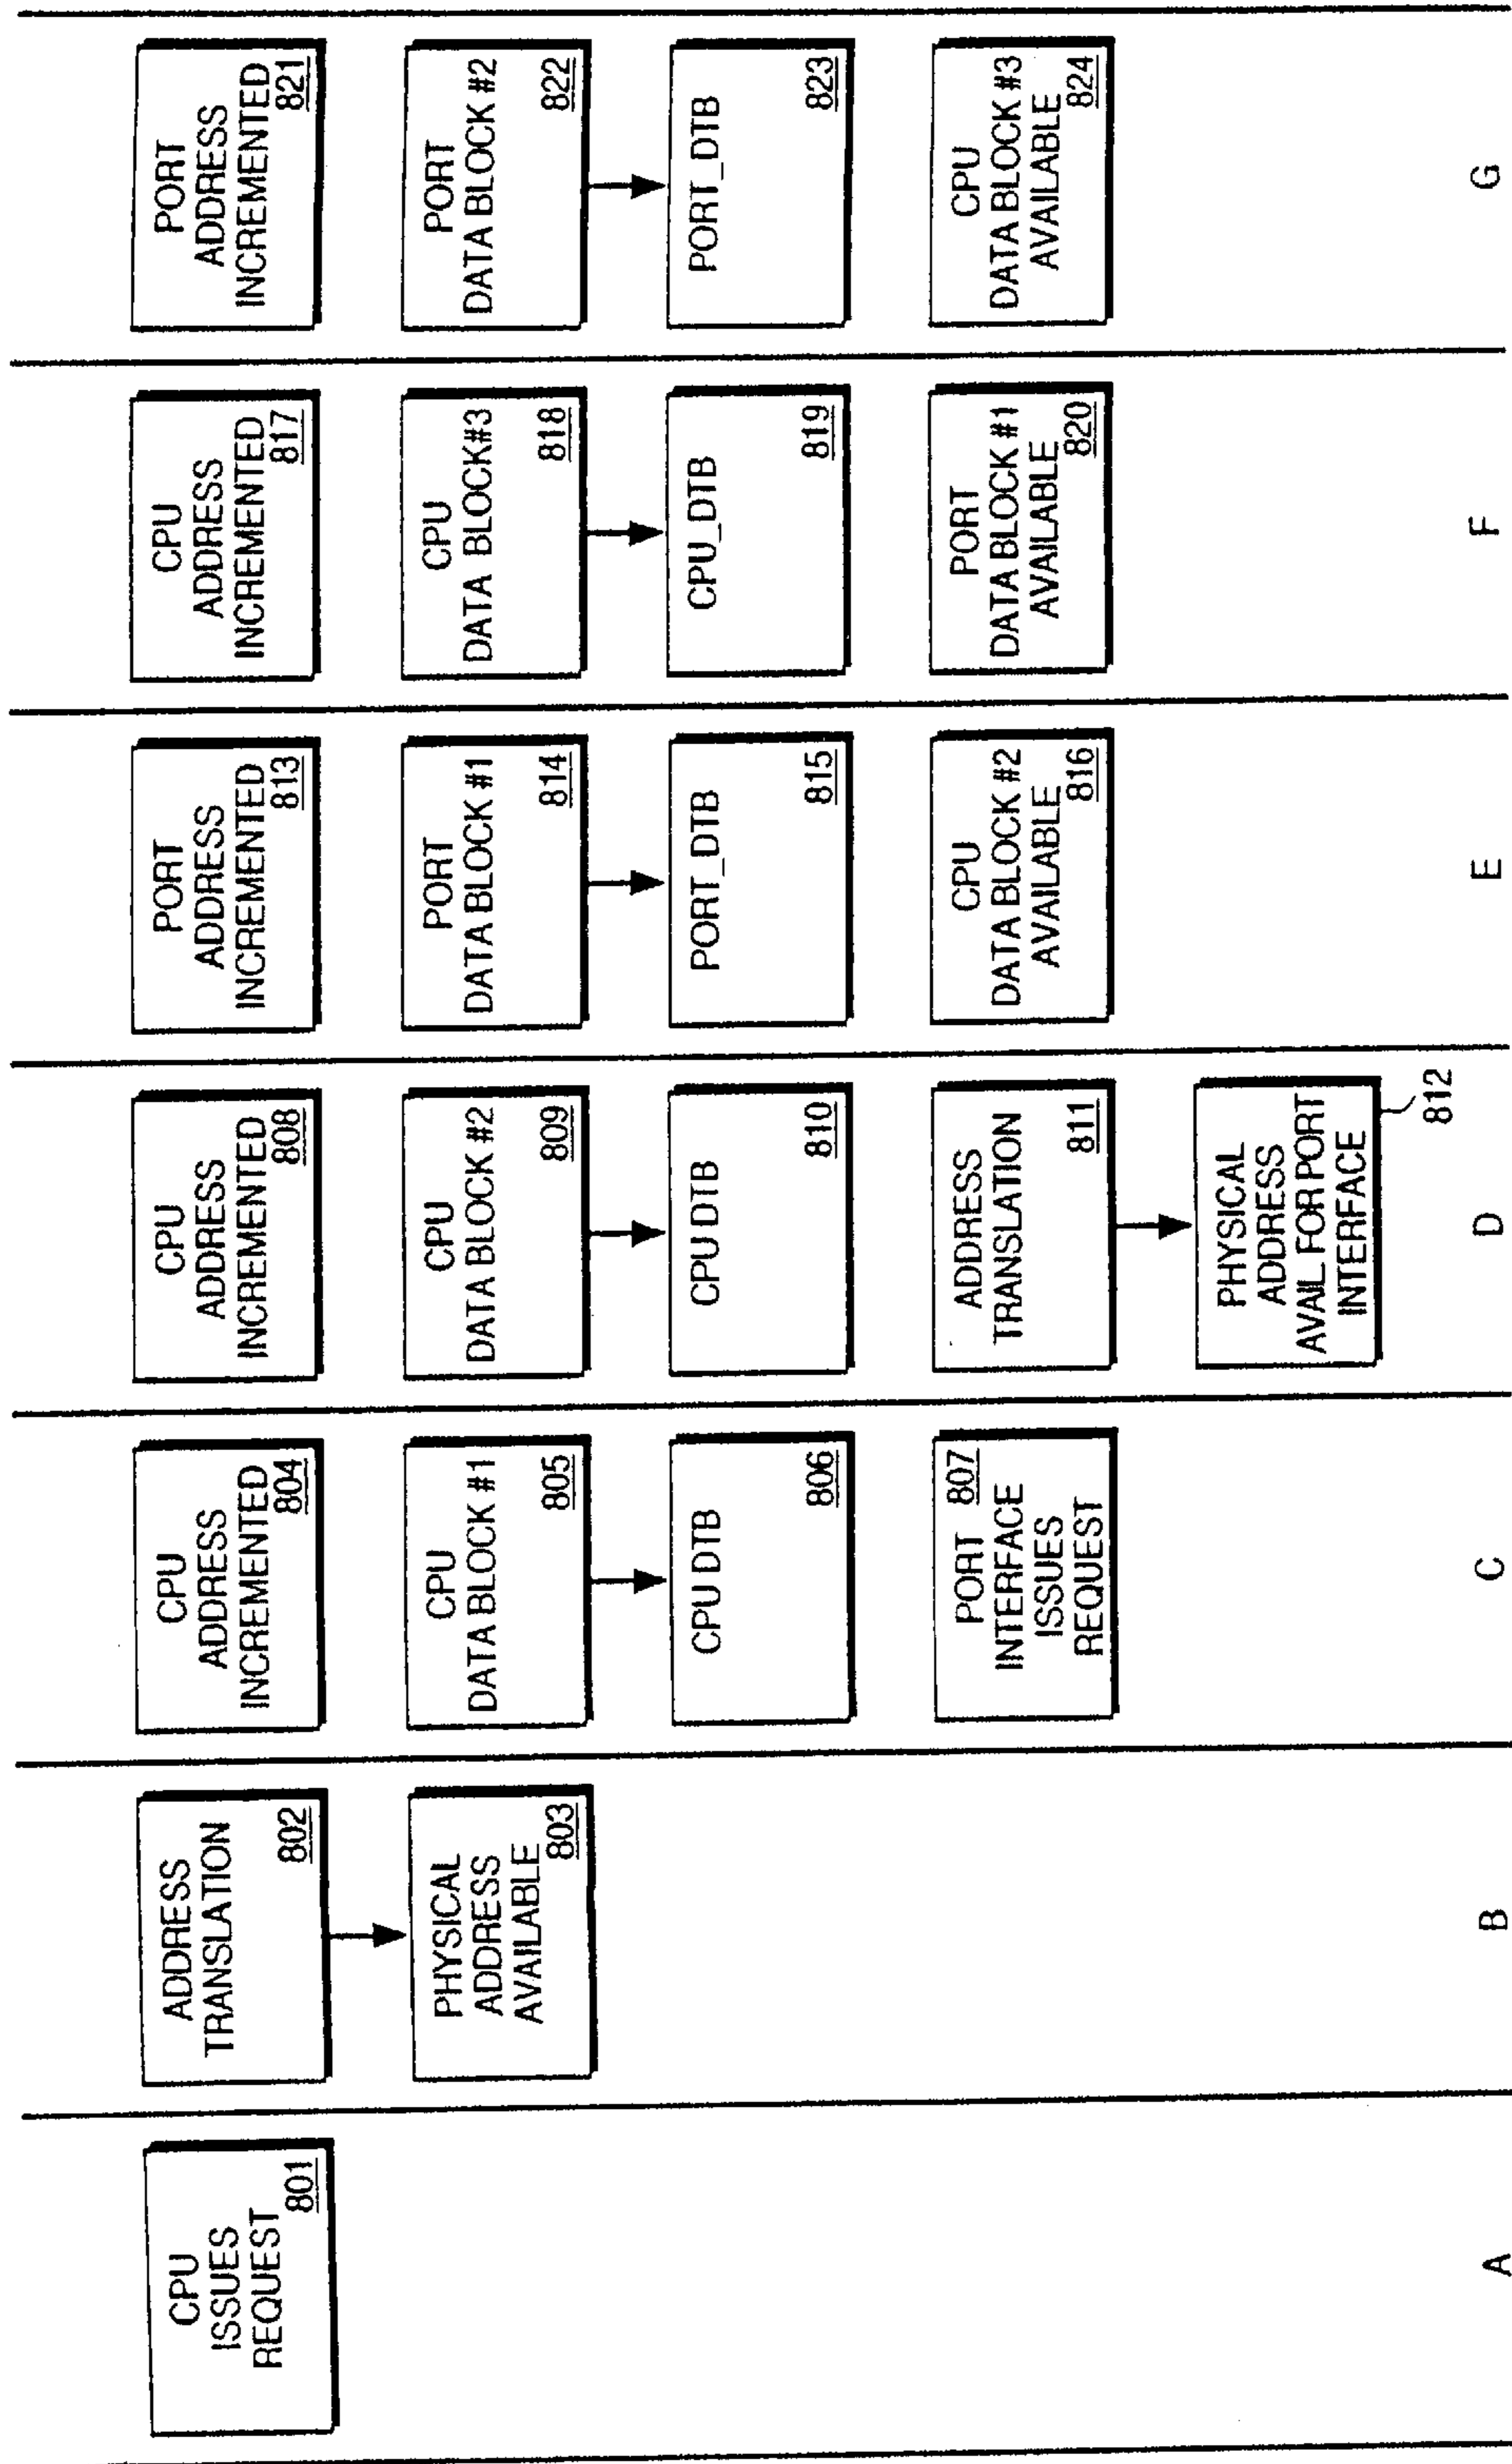 CPU
ISSUES
REQUEST
801
A
ADDRESS
TRANSLATION
802
PHYSICAL
ADDRESS
AVAILABLE
803
B
CPU
ADDRESS
INCREMENTED
804
CPU
DATA BLOCK #1
805
CPU DTB
806
PORT 807
INTERFACE
ISSUES
REQUEST
C
CPU
ADDRESS
INCREMENTED
808
CPU
DATA BLOCK #2
809
CPU DTB
810
ADDRESS
TRANSLATION
811
PHYSICAL
ADDRESS
AVAIL FOR PORT
INTERFACE
812
D
PORT
ADDRESS
INCREMENTED
813
PORT
DATA BLOCK #1
814
PORT_DTB
815
CPU
DATA BLOCK #2
AVAILABLE
816
E
CPU
ADDRESS
INCREMENTED
817
CPU
DATA BLOCK#3
818
CPU_DTB
819
PORT
DATA BLOCK #1
AVAILABLE
820
F
PORT
ADDRESS
INCREMENTED
821
PORT
DATA BLOCK #2
822
PORT_DTB
823
CPU
DATA BLOCK #3
AVAILABLE
824
G